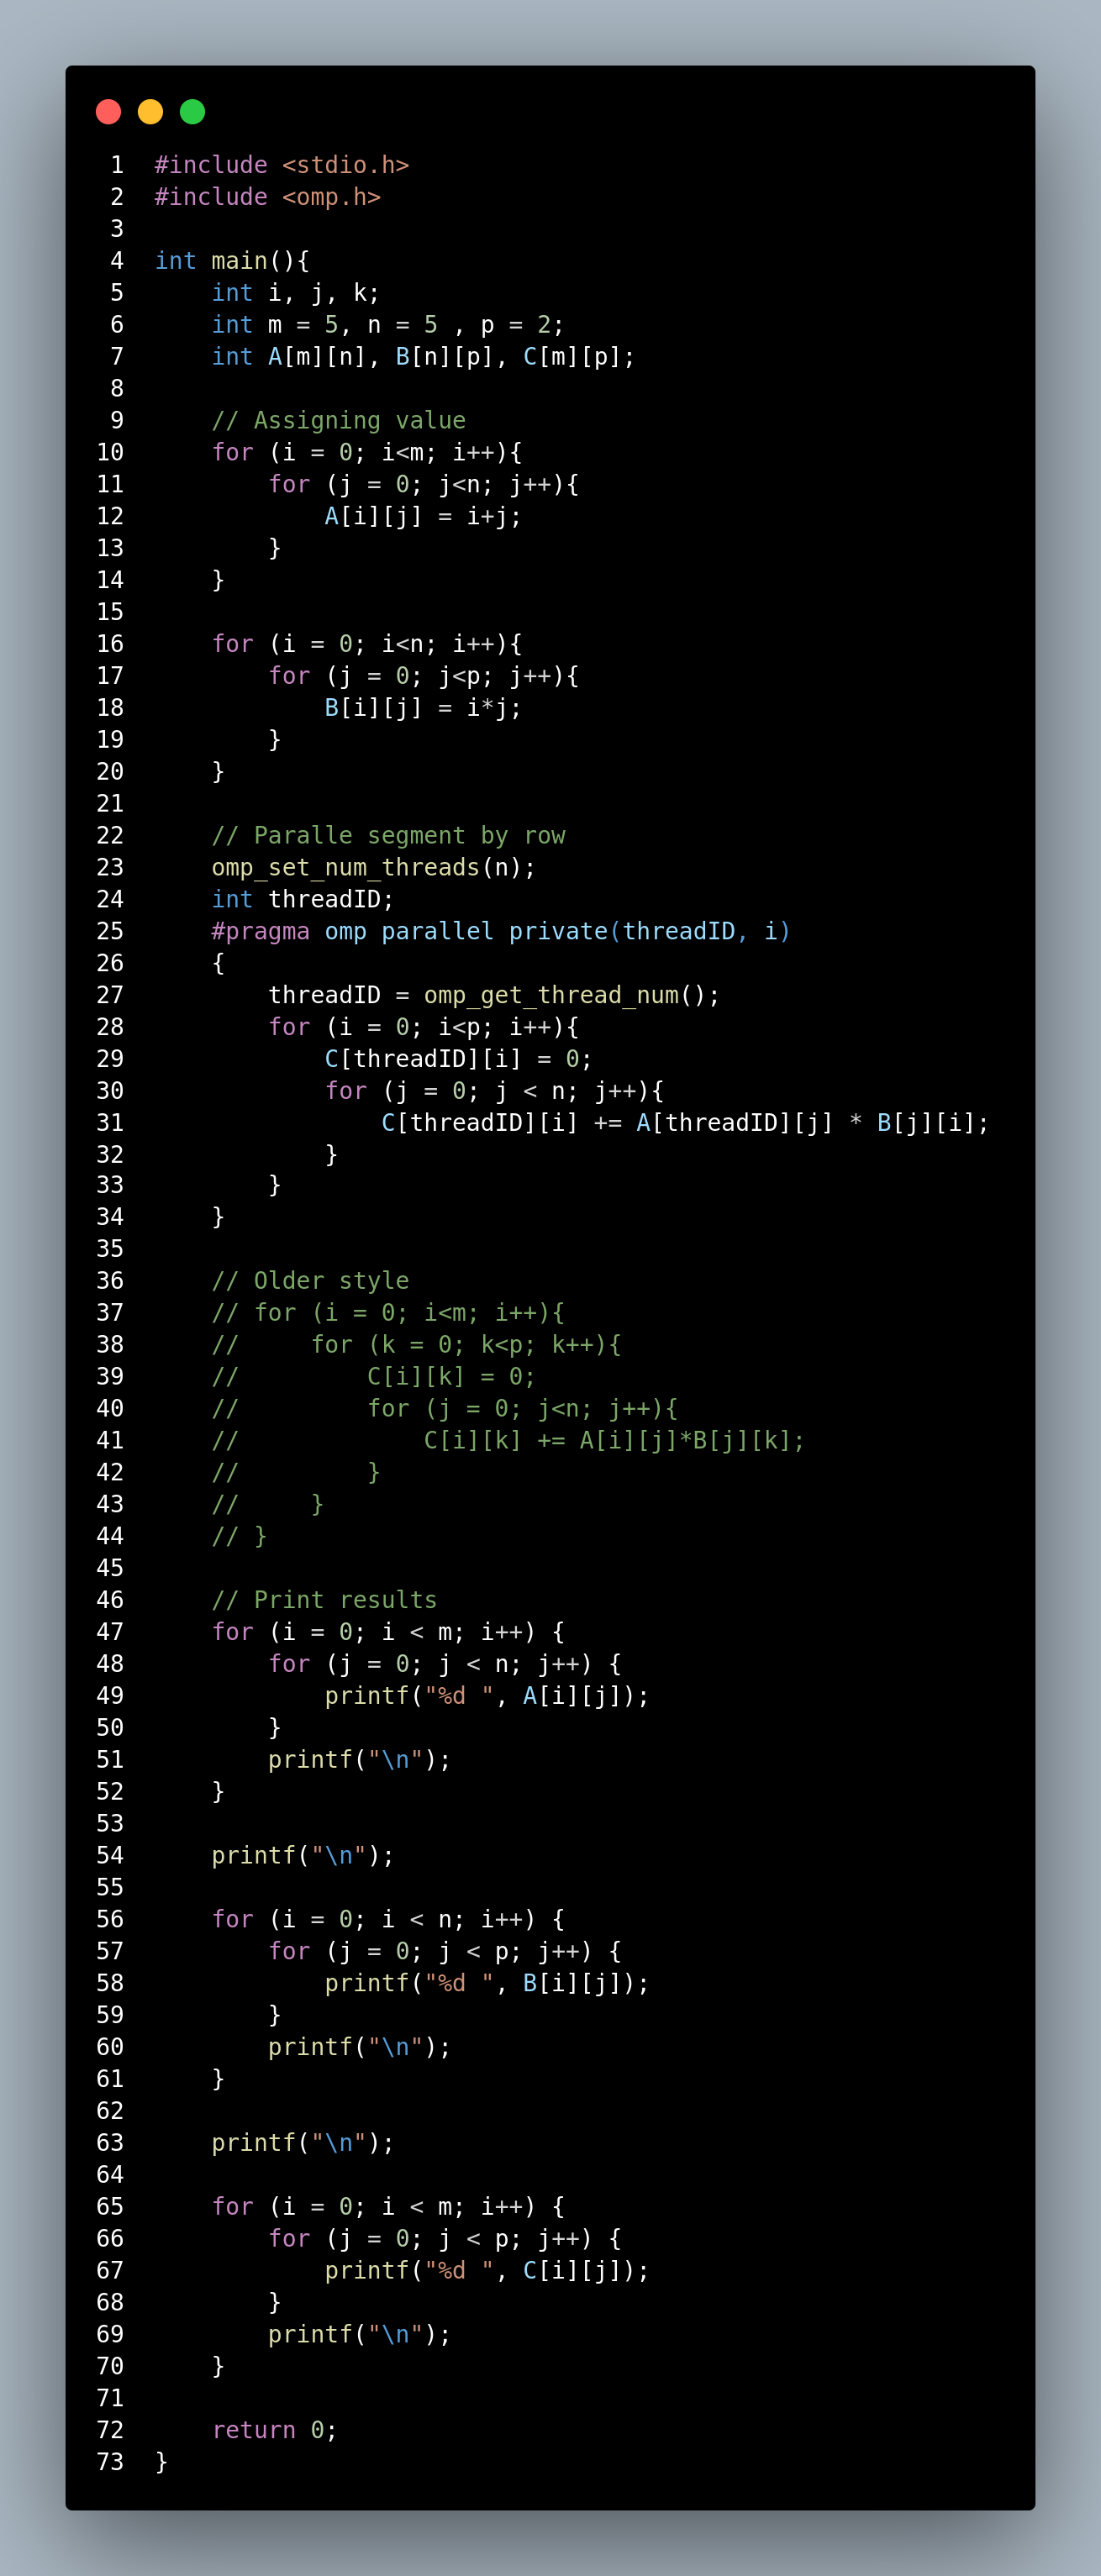 1 #include <stdio.h>
2 #include <omp.h>
3
4 int main(){
5     int i, j, k;
6     int m = 5, n = 5 , p = 2;
7     int A[m][n], B[n][p], C[m][p];
8
9     // Assigning value
10     for (i = 0; i<m; i++){
11         for (j = 0; j<n; j++){
12             A[i][j] = i+j;
13         }
14     }
15
16     for (i = 0; i<n; i++){
17         for (j = 0; j<p; j++){
18             B[i][j] = i*j;
19         }
20     }
21
22     // Paralle segment by row
23     omp_set_num_threads(n);
24     int threadID;
25     #pragma omp parallel private(threadID, i)
26     {
27         threadID = omp_get_thread_num();
28         for (i = 0; i<p; i++){
29             C[threadID][i] = 0;
30             for (j = 0; j < n; j++){
31                 C[threadID][i] += A[threadID][j] * B[j][i];
32             }
33         }
34     }
35
36     // Older style
37     // for (i = 0; i<m; i++){
38     //     for (k = 0; k<p; k++){
39     //         C[i][k] = 0;
40     //         for (j = 0; j<n; j++){
41     //             C[i][k] += A[i][j]*B[j][k];
42     //         }
43     //     }
44     // }
45
46     // Print results
47     for (i = 0; i < m; i++) {
48         for (j = 0; j < n; j++) {
49             printf("%d ", A[i][j]);
50         }
51         printf("\n");
52     }
53
54     printf("\n");
55
56     for (i = 0; i < n; i++) {
57         for (j = 0; j < p; j++) {
58             printf("%d ", B[i][j]);
59         }
60         printf("\n");
61     }
62
63     printf("\n");
64
65     for (i = 0; i < m; i++) {
66         for (j = 0; j < p; j++) {
67             printf("%d ", C[i][j]);
68         }
69         printf("\n");
70     }
71
72     return 0;
73 }